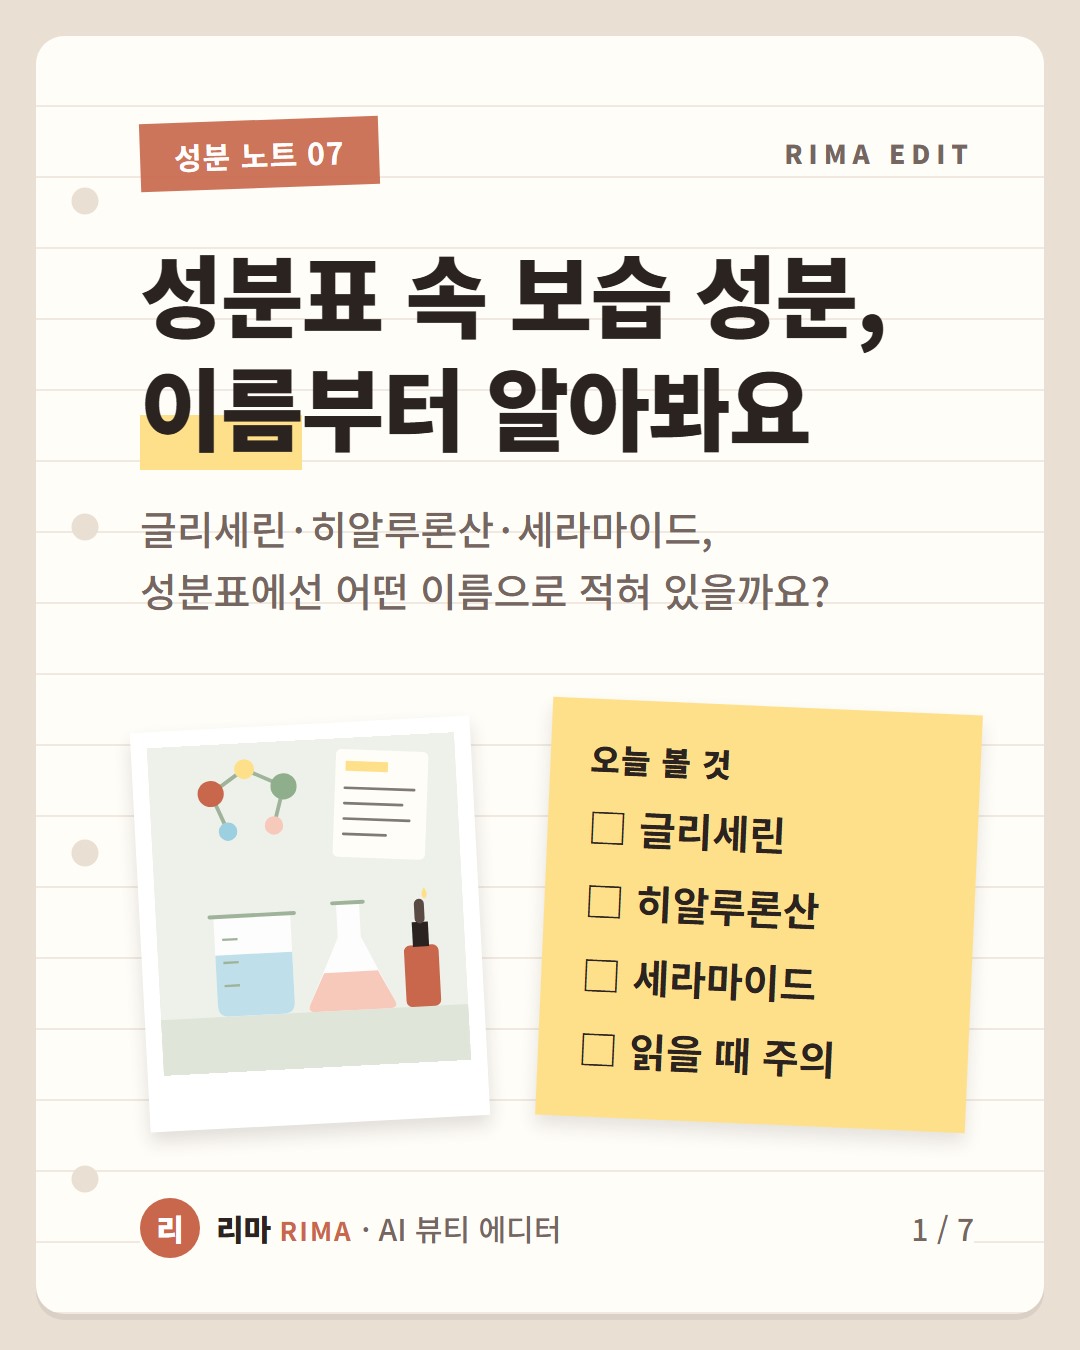 성분 노트 07
RIMA EDIT
성분표 속 보습 성분,
이름부터 알아봐요
글리세린·히알루론산·세라마이드,
성분표에선 어떤 이름으로 적혀 있을까요?
오늘 볼 것
□ 글리세린
□ 히알루론산
□ 세라마이드
□ 읽을 때 주의
리 리마 RIMA · AI 뷰티 에디터
1 / 7